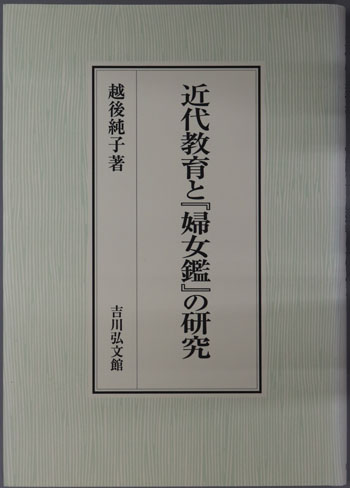 近代教育と『婦女鑑』の研究
越後純子著
吉川弘文館